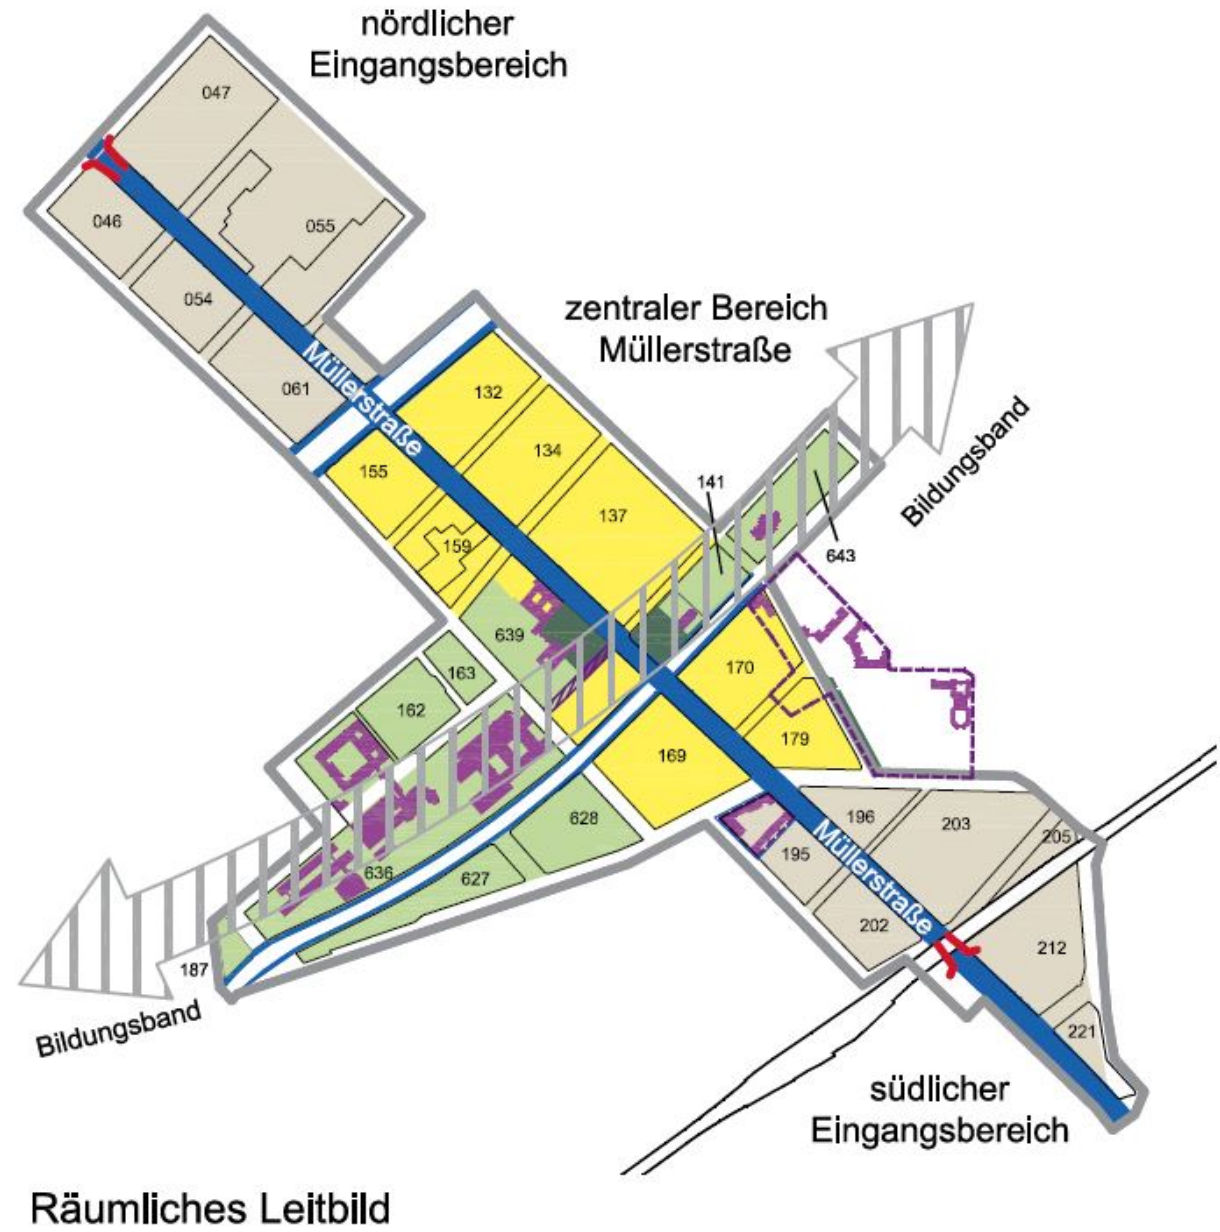 nördlicher
Eingangsbereich
047
046
055
054
061
Müllerstraße
zentraler Bereich
Müllerstraße
132
134
155
137
159
141
643
Bildungsband
639
163
162
170
169
179
628
636
627
187
Bildungsband
196
203
205
195
Müllerstraße
202
212
221
südlicher
Eingangsbereich
Räumliches Leitbild